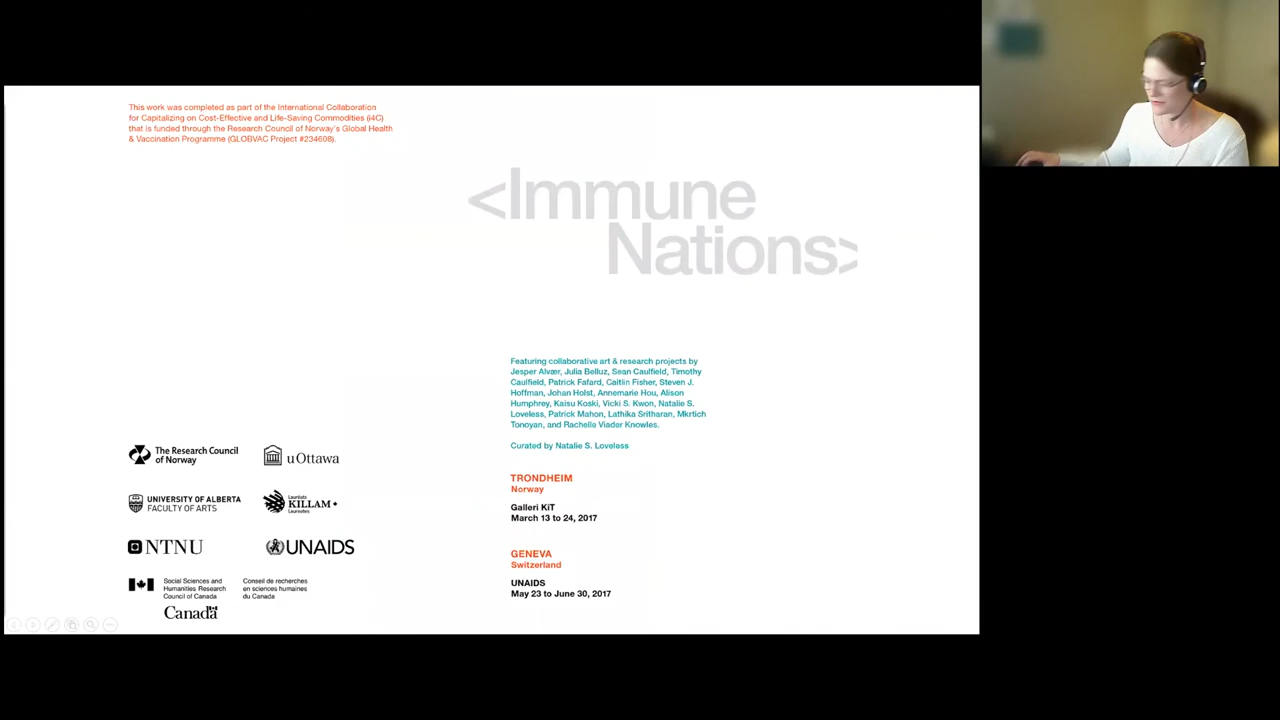 This work was completed as part of the International Collaboration
for Capitalizing on Cost-Effective and Life-Saving Commodities (i4C)
that is funded through the Research Council of Norway's Global Health
& Vaccination Programme (GLOBVAC Project #234608).
<Immune
Nations>
Featuring collaborative art & research projects by
Jesper Alvær, Julia Belluz, Sean Caulfield, Timothy
Caulfield, Patrick Fafard, Caitlin Fisher, Steven J.
Hoffman, Johan Holst, Annemarie Hou, Alison
Humphrey, Kaisu Koski, Vicki S. Kwon, Natalie S.
Loveless, Patrick Mahon, Lathika Sritharan, Mkrtich
Tonoyan, and Rachelle Viader Knowles.
Curated by Natalie S. Loveless
TRONDHEIM
Norway
Galleri KiT
March 13 to 24, 2017
GENEVA
Switzerland
UNAIDS
May 23 to June 30, 2017
The Research Council
of Norway
uOttawa
UNIVERSITY OF ALBERTA
FACULTY OF ARTS
Lauréats
KILLAM
Laureates
NTNU
UNAIDS
Social Sciences and
Humanities Research
Council of Canada
Conseil de recherches
en sciences humaines
du Canada
Canada